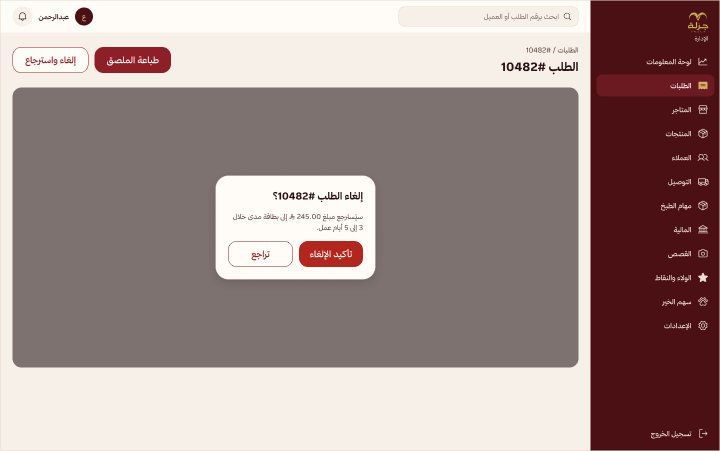 جزلة
الإدارة
لوحة المعلومات
الطلبات
المتاجر
المنتجات
العملاء
التوصيل
مهام الطبخ
المالية
القصص
الولاء والنقاط
سهم الخير
الإعدادات
تسجيل الخروج
ابحث برقم الطلب أو العميل
عبدالرحمن
ع
الطلبات / #10482
الطلب #10482
طباعة الملصق
إلغاء واسترجاع
إلغاء الطلب #10482؟
سيُسترجع مبلغ 245.00 ⃁ إلى بطاقة مدى خلال
3 إلى 5 أيام عمل.
تأكيد الإلغاء
تراجع